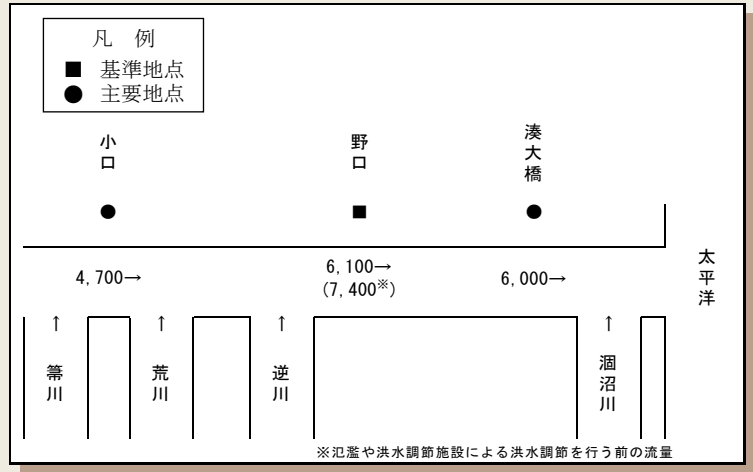 凡 例
■ 基準地点
● 主要地点
小口
野口
湊大橋
●
■
●
4,700→
6,100→
(7,400※)
6,000→
太平洋
↑
↑
↑
↑
箒川
荒川
逆川
涸沼川
※氾濫や洪水調節施設による洪水調節を行う前の流量